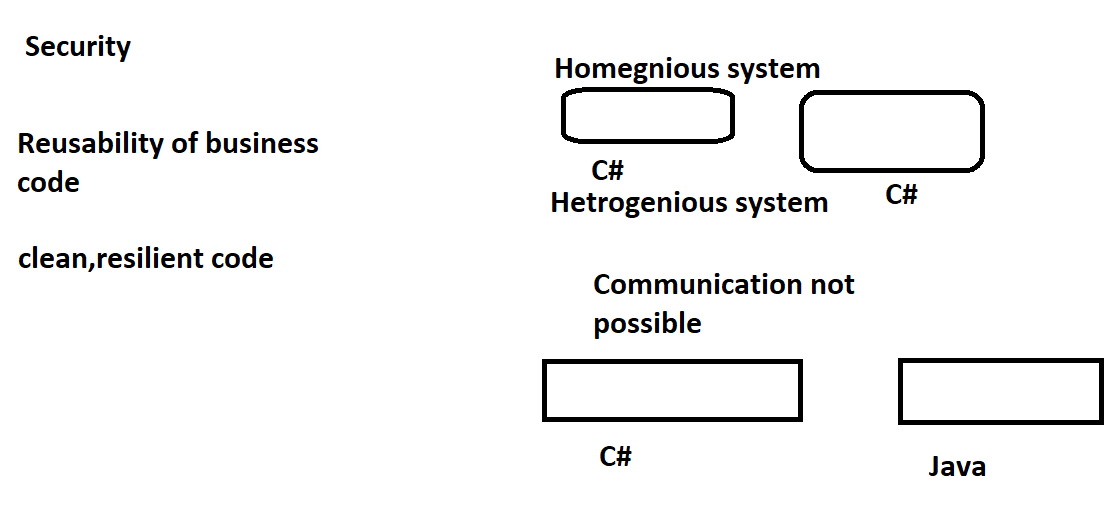 Security
Reusability of business
code
clean,resilient code
Homegnious system
C#
C#
Hetrogenious system
Communication not
possible
C#
Java